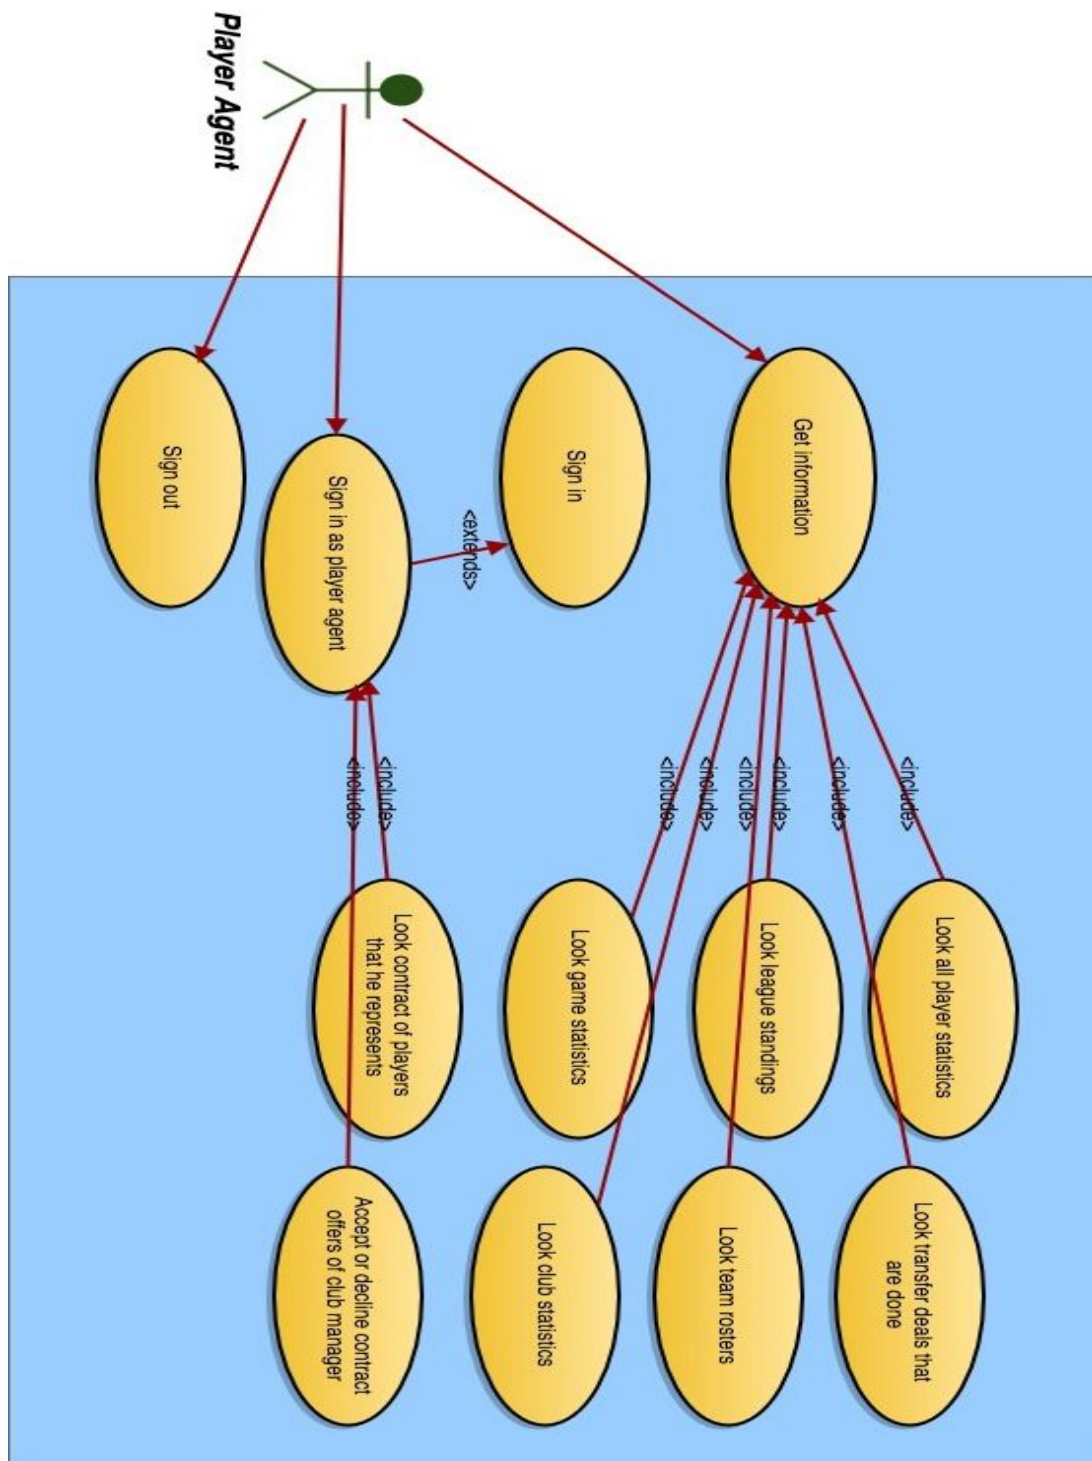 Player Agent
Get information
Sign in
Sign in as player agent
Sign out
<extends>
<include>
<include>
<include>
<include>
<include>
<include>
<include>
<include>
Look all player statistics
Look transfer deals that
are done
Look league standings
Look team rosters
Look game statistics
Look club statistics
Look contract of players
that he represents
Accept or decline contract
offers of club manager